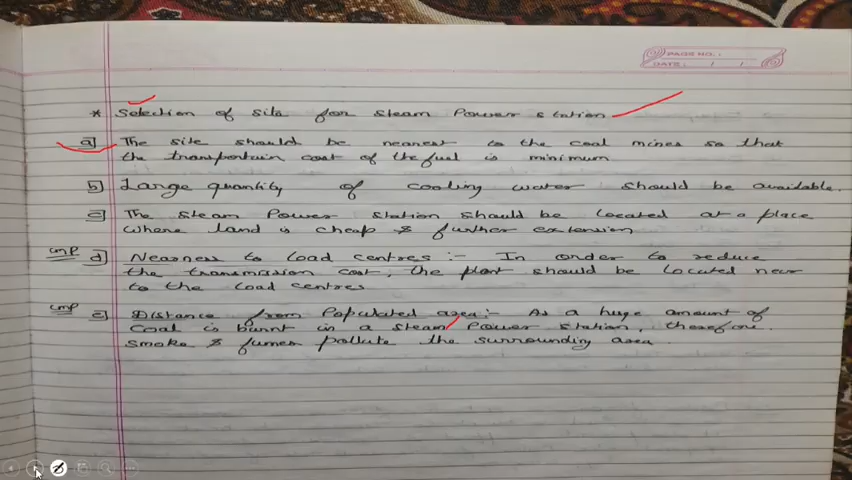 PAGE NO.:
DATE: / /
* Selection of site for steam Power station
a] The site should be nearest to the coal mines so that
the transportain cost of the fuel is minimum
b] Large quantity of cooling water should be available.
c] The steam Power station should be located at a place
where land is cheap & further extension
Imp d] Nearness to load centres :- In order to reduce
the transmission cost, the plant should be located near
to the load centres
Imp e] Distance from Populated area:- As a huge amount of
Coal is burnt in a steam Power station, therefore.
smoke & fumes pollute the surrounding area.